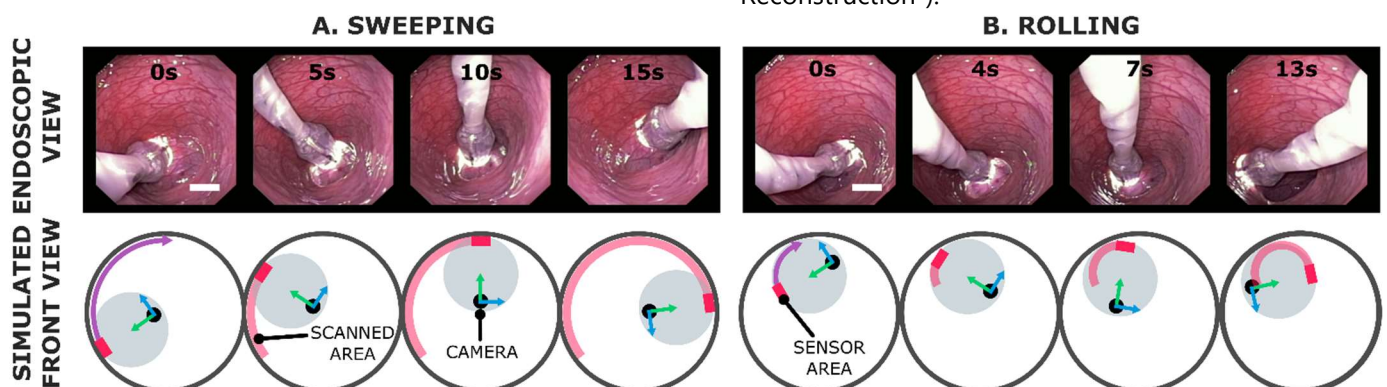 Reconstruction").
A. SWEEPING
B. ROLLING
SIMULATED ENDOSCOPIC
FRONT VIEW VIEW
0s
5s
10s
15s
0s
4s
7s
13s
SCANNED
AREA
CAMERA
SENSOR
AREA